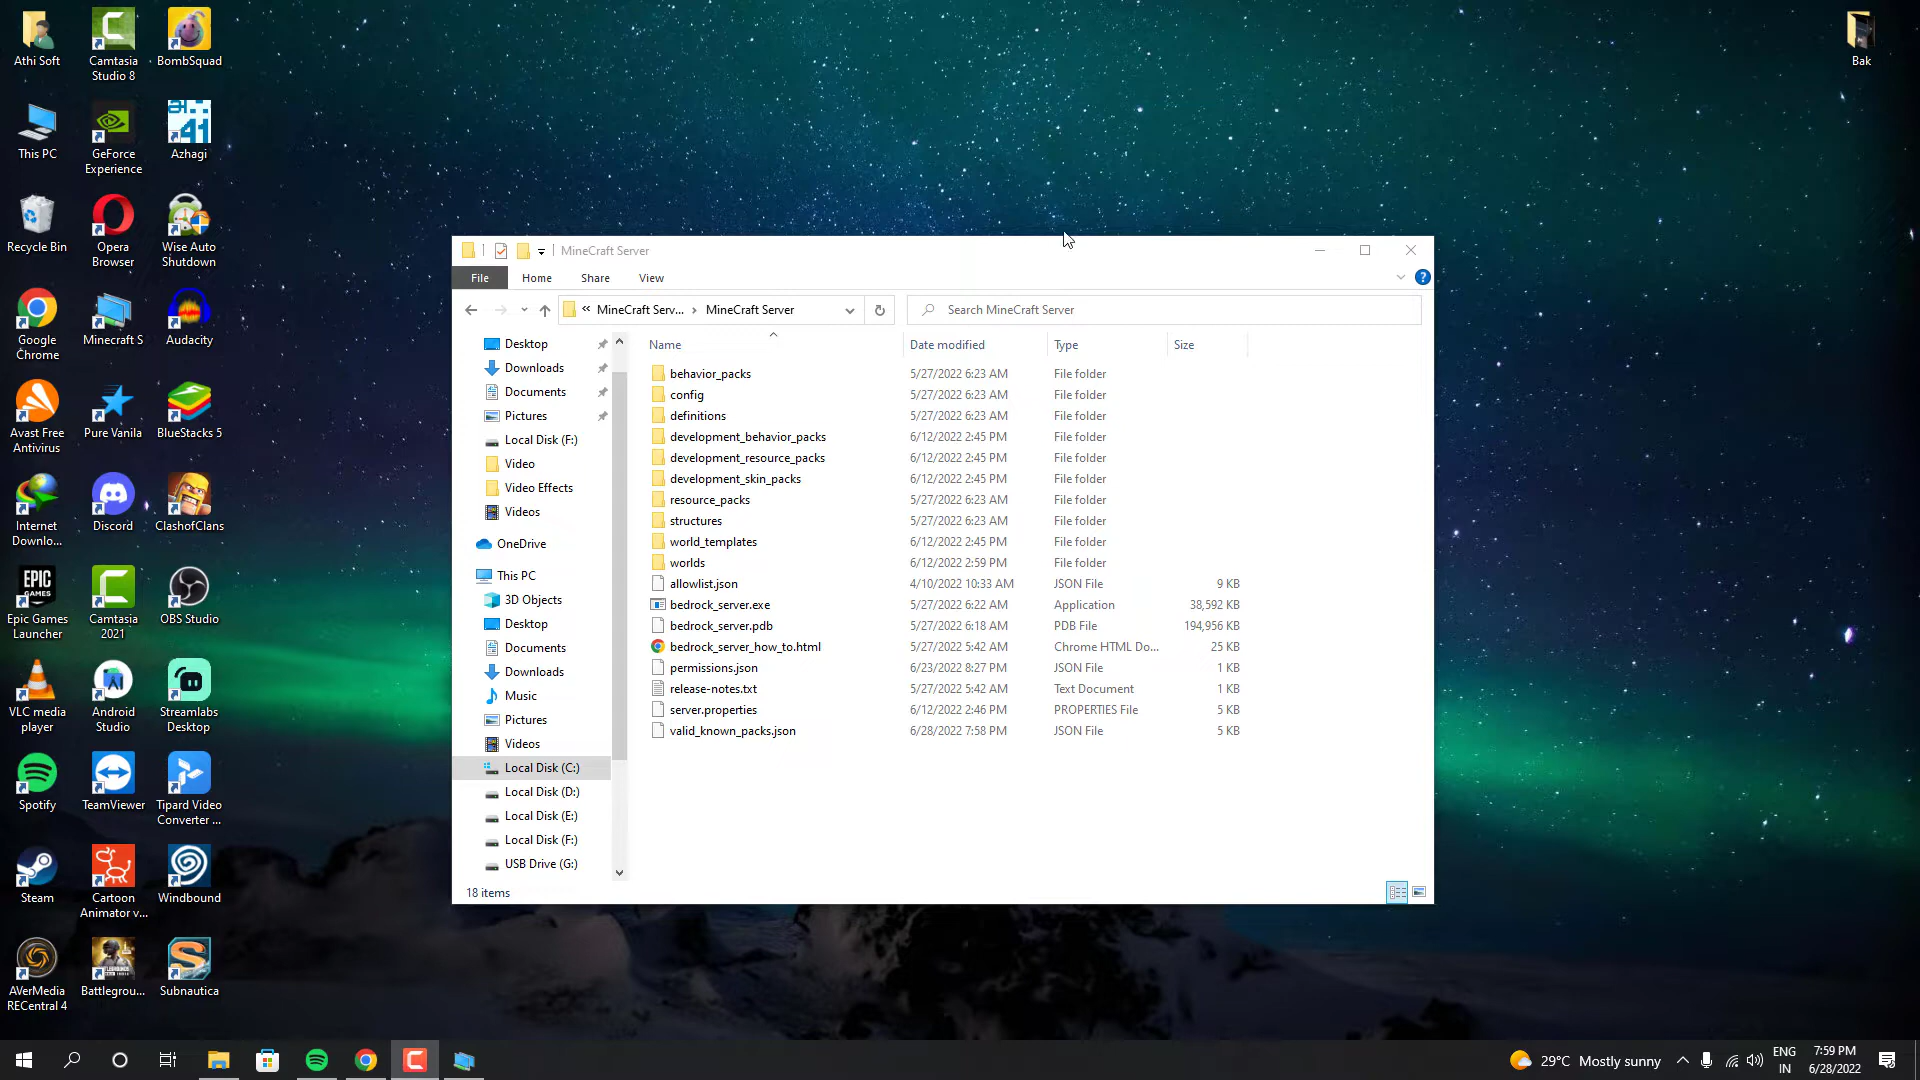 Athi Soft
Camtasia
Studio 8
BombSquad
Bak
This PC
GeForce
Experience
Azhagi
Recycle Bin
Opera
Browser
Wise Auto
Shutdown
Google
Chrome
Minecraft S
Audacity
Avast Free
Antivirus
Pure Vanila
BlueStacks 5
Internet
Downlo...
Discord
ClashofClans
EPIC
GAMES
Epic Games
Launcher
Camtasia
2021
OBS Studio
VLC media
player
Android
Studio
Streamlabs
Desktop
Spotify
TeamViewer
Tipard Video
Converter ...
Steam
Cartoon
Animator v...
Windbound
AVerMedia
RECentral 4
Battlegrou...
Subnautica
MineCraft Server
File Home Share View
« MineCraft Serv... › MineCraft Server
Search MineCraft Server
Desktop
Downloads
Documents
Pictures
Local Disk (F:)
Video
Video Effects
Videos
OneDrive
This PC
3D Objects
Desktop
Documents
Downloads
Music
Pictures
Videos
Local Disk (C:)
Local Disk (D:)
Local Disk (E:)
Local Disk (F:)
USB Drive (G:)
Name Date modified Type Size
behavior_packs 5/27/2022 6:23 AM File folder
config 5/27/2022 6:23 AM File folder
definitions 5/27/2022 6:23 AM File folder
development_behavior_packs 6/12/2022 2:45 PM File folder
development_resource_packs 6/12/2022 2:45 PM File folder
development_skin_packs 6/12/2022 2:45 PM File folder
resource_packs 5/27/2022 6:23 AM File folder
structures 5/27/2022 6:23 AM File folder
world_templates 6/12/2022 2:45 PM File folder
worlds 6/12/2022 2:59 PM File folder
allowlist.json 4/10/2022 10:33 AM JSON File 9 KB
bedrock_server.exe 5/27/2022 6:22 AM Application 38,592 KB
bedrock_server.pdb 5/27/2022 6:18 AM PDB File 194,956 KB
bedrock_server_how_to.html 5/27/2022 5:42 AM Chrome HTML Do... 25 KB
permissions.json 6/23/2022 8:27 PM JSON File 1 KB
release-notes.txt 5/27/2022 5:42 AM Text Document 1 KB
server.properties 6/12/2022 2:46 PM PROPERTIES File 5 KB
valid_known_packs.json 6/28/2022 7:58 PM JSON File 5 KB
18 items
29°C Mostly sunny
ENG
IN
7:59 PM
6/28/2022